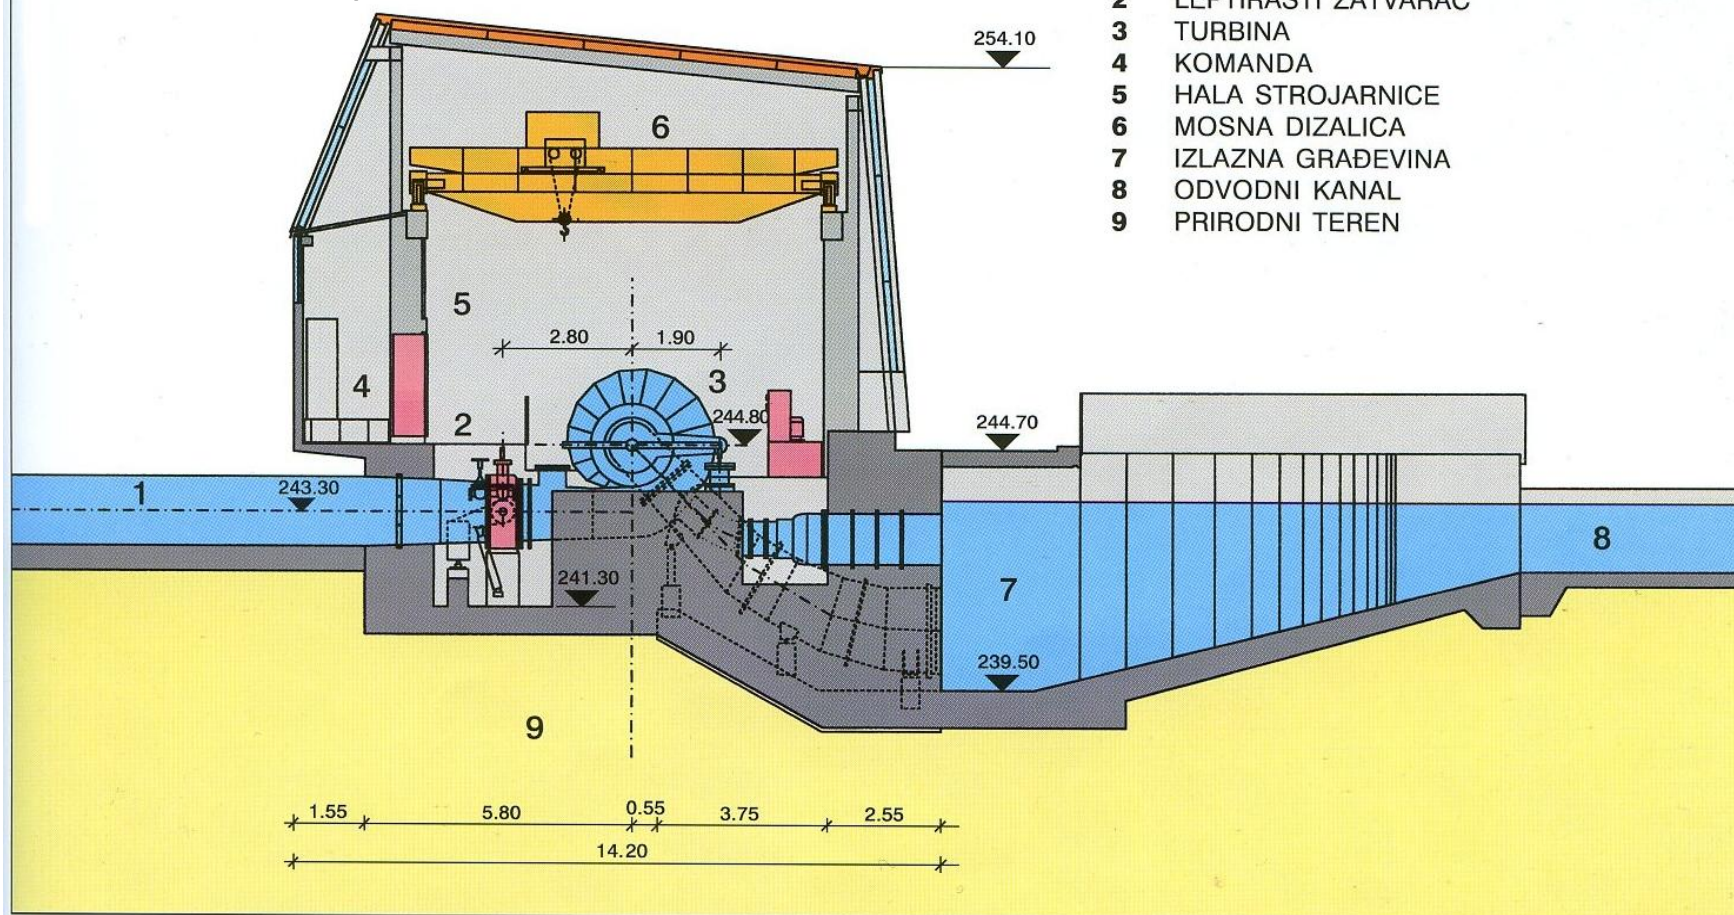 2 LEPTIRASTI ZATVARAČ
3 TURBINA
4 KOMANDA
5 HALA STROJARNICE
6 MOSNA DIZALICA
7 IZLAZNA GRAĐEVINA
8 ODVODNI KANAL
9 PRIRODNI TEREN
254.10
6
5
2.80 1.90
4
3
2
244.80
244.70
1
243.30
8
241.30
7
239.50
9
1.55 5.80 0.55 3.75 2.55
14.20